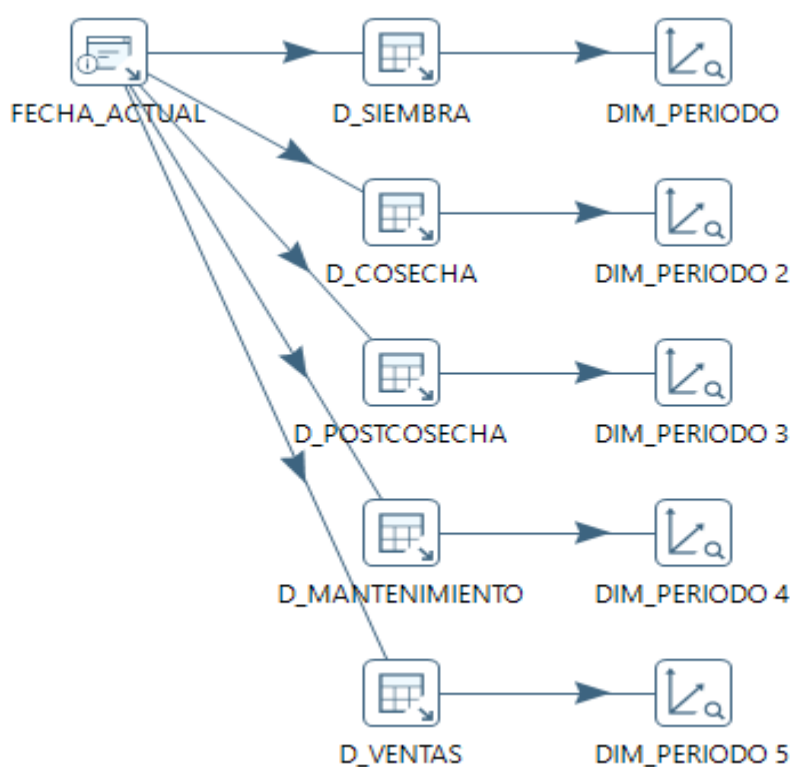 FECHA_ACTUAL
D_SIEMBRA
DIM_PERIODO
D_COSECHA
DIM_PERIODO 2
D_POSTCOSECHA
DIM_PERIODO 3
D_MANTENIMIENTO
DIM_PERIODO 4
D_VENTAS
DIM_PERIODO 5